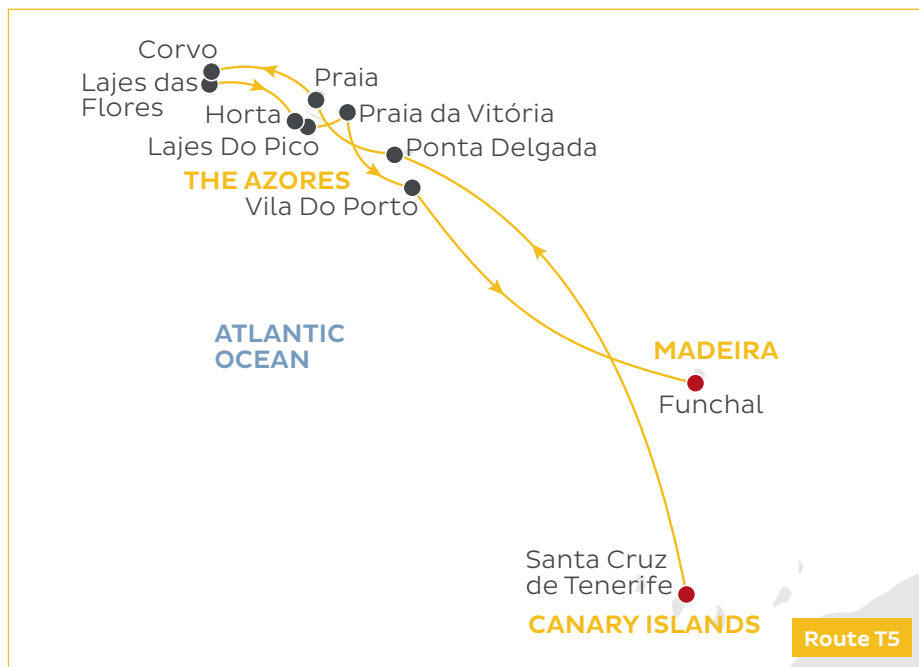 Corvo
Lajes das
Flores
Praia
Horta
Praia da Vitória
Lajes Do Pico
Ponta Delgada
THE AZORES
Vila Do Porto
ATLANTIC
OCEAN
MADEIRA
Funchal
Santa Cruz
de Tenerife
CANARY ISLANDS
Route T5